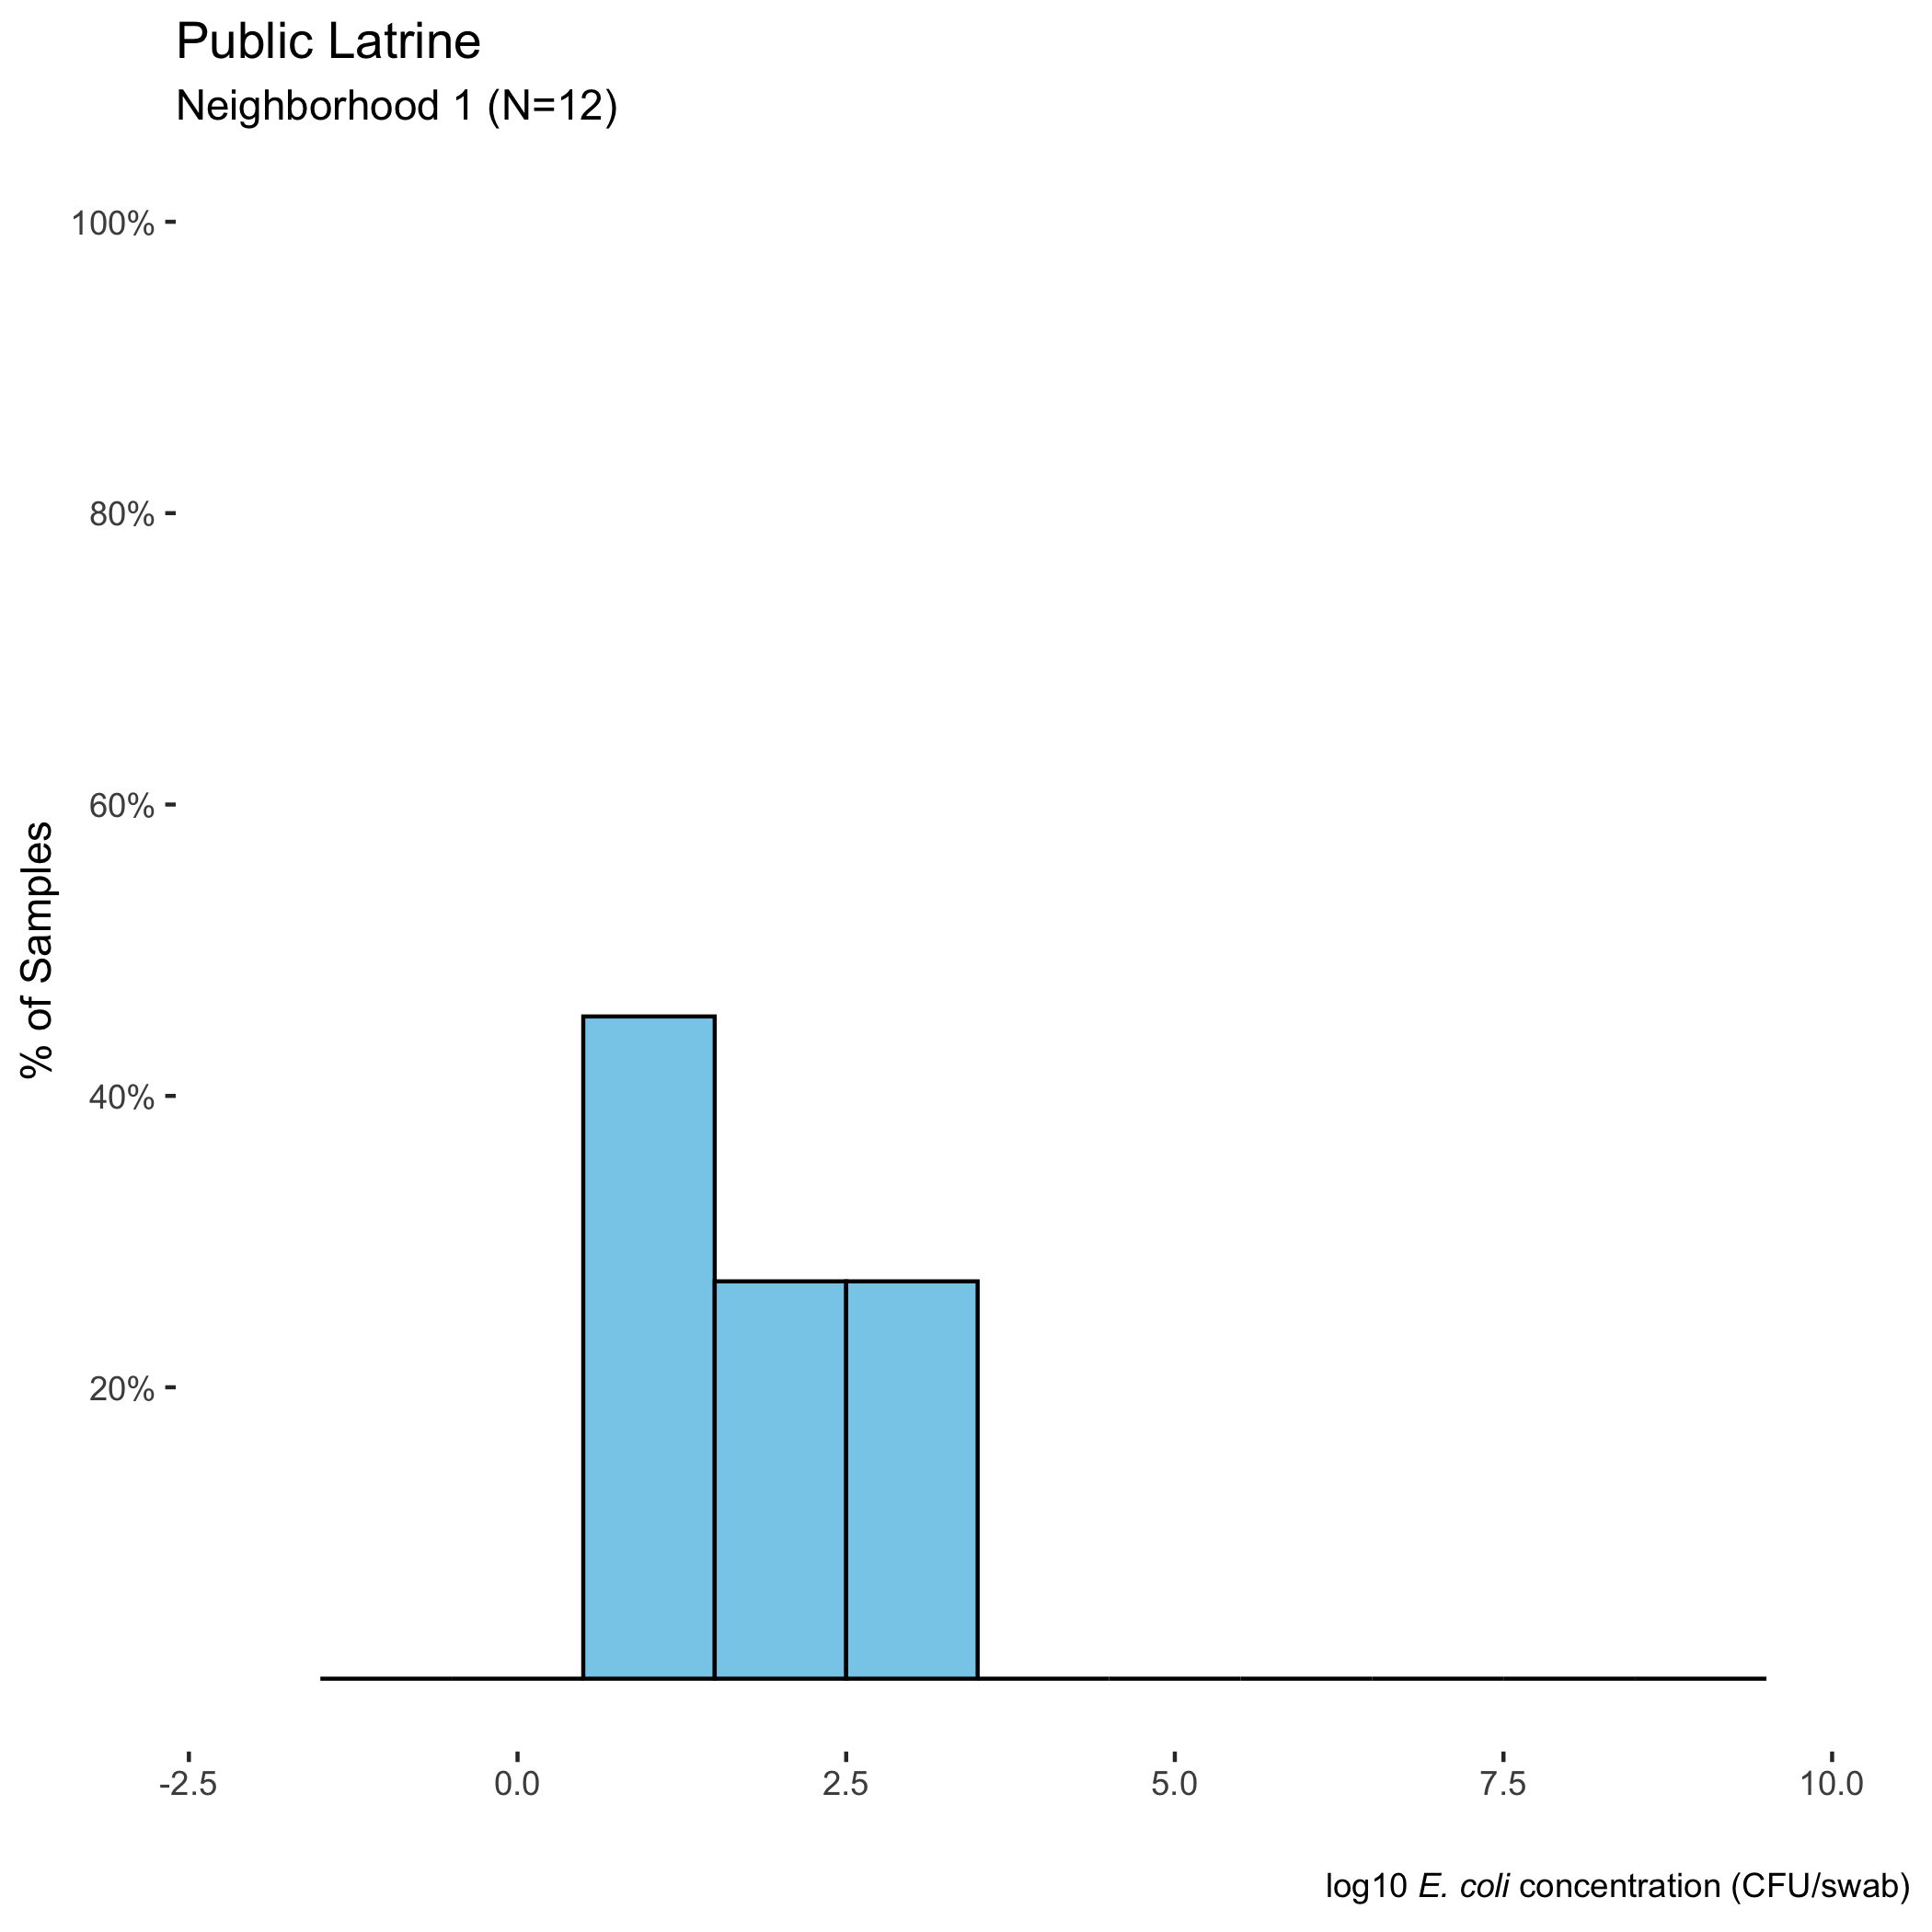 Public Latrine
Neighborhood 1 (N=12)
100%
80%
60%
40%
20%
% of Samples
-2.5 0.0 2.5 5.0 7.5 10.0
log10 E. coli concentration (CFU/swab)